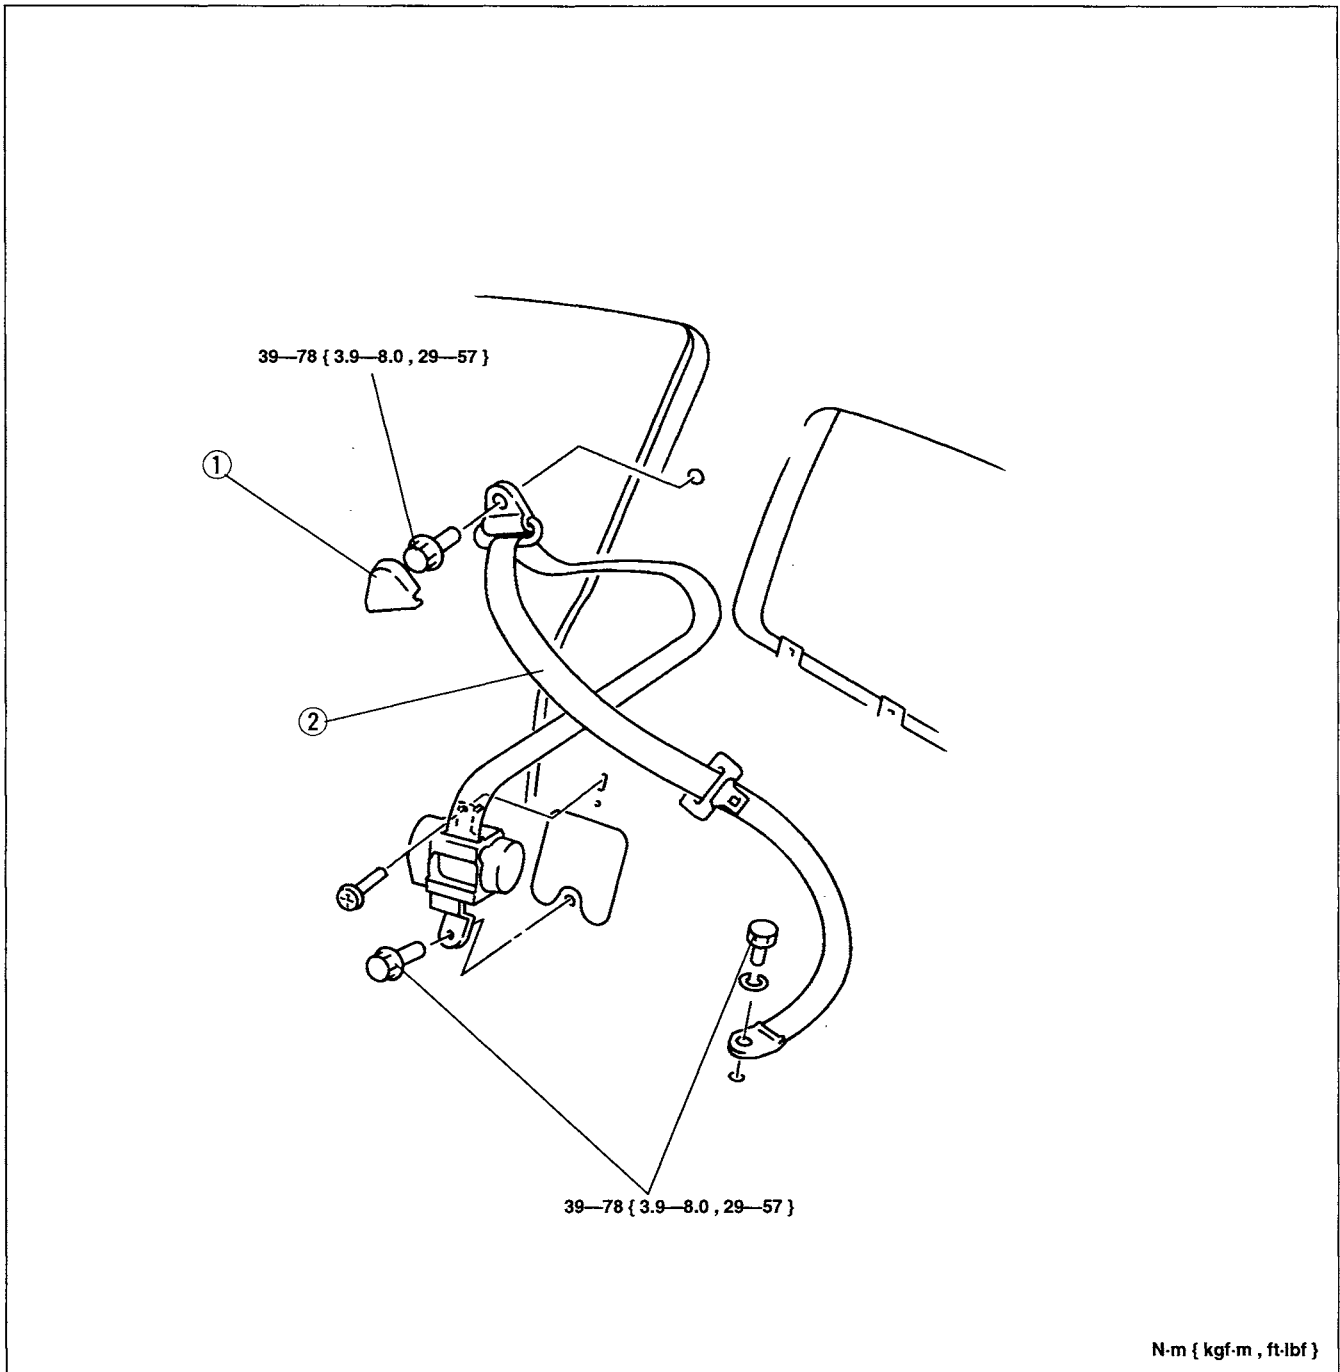 39—78 { 3.9—8.0 , 29—57 }
1
2
39—78 { 3.9—8.0 , 29—57 }
N·m { kgf·m , ft·lbf }